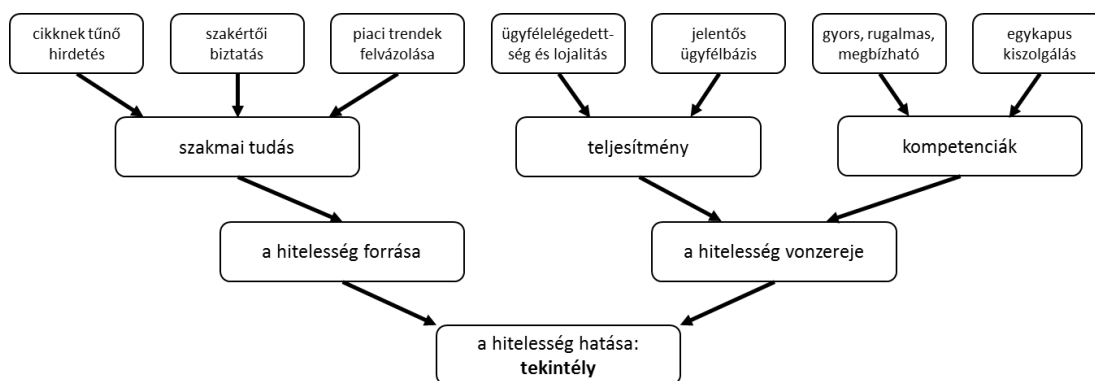 cikknek tűnő
hirdetés
szakértői
biztatás
piaci trendek
felvázolása
ügyfélelégedett-
ség és lojalitás
jelentős
ügyfélbázis
gyors, rugalmas,
megbízható
egykapus
kiszolgálás
szakmai tudás
teljesítmény
kompetenciák
a hitelesség forrása
a hitelesség vonzereje
a hitelesség hatása:
tekintély